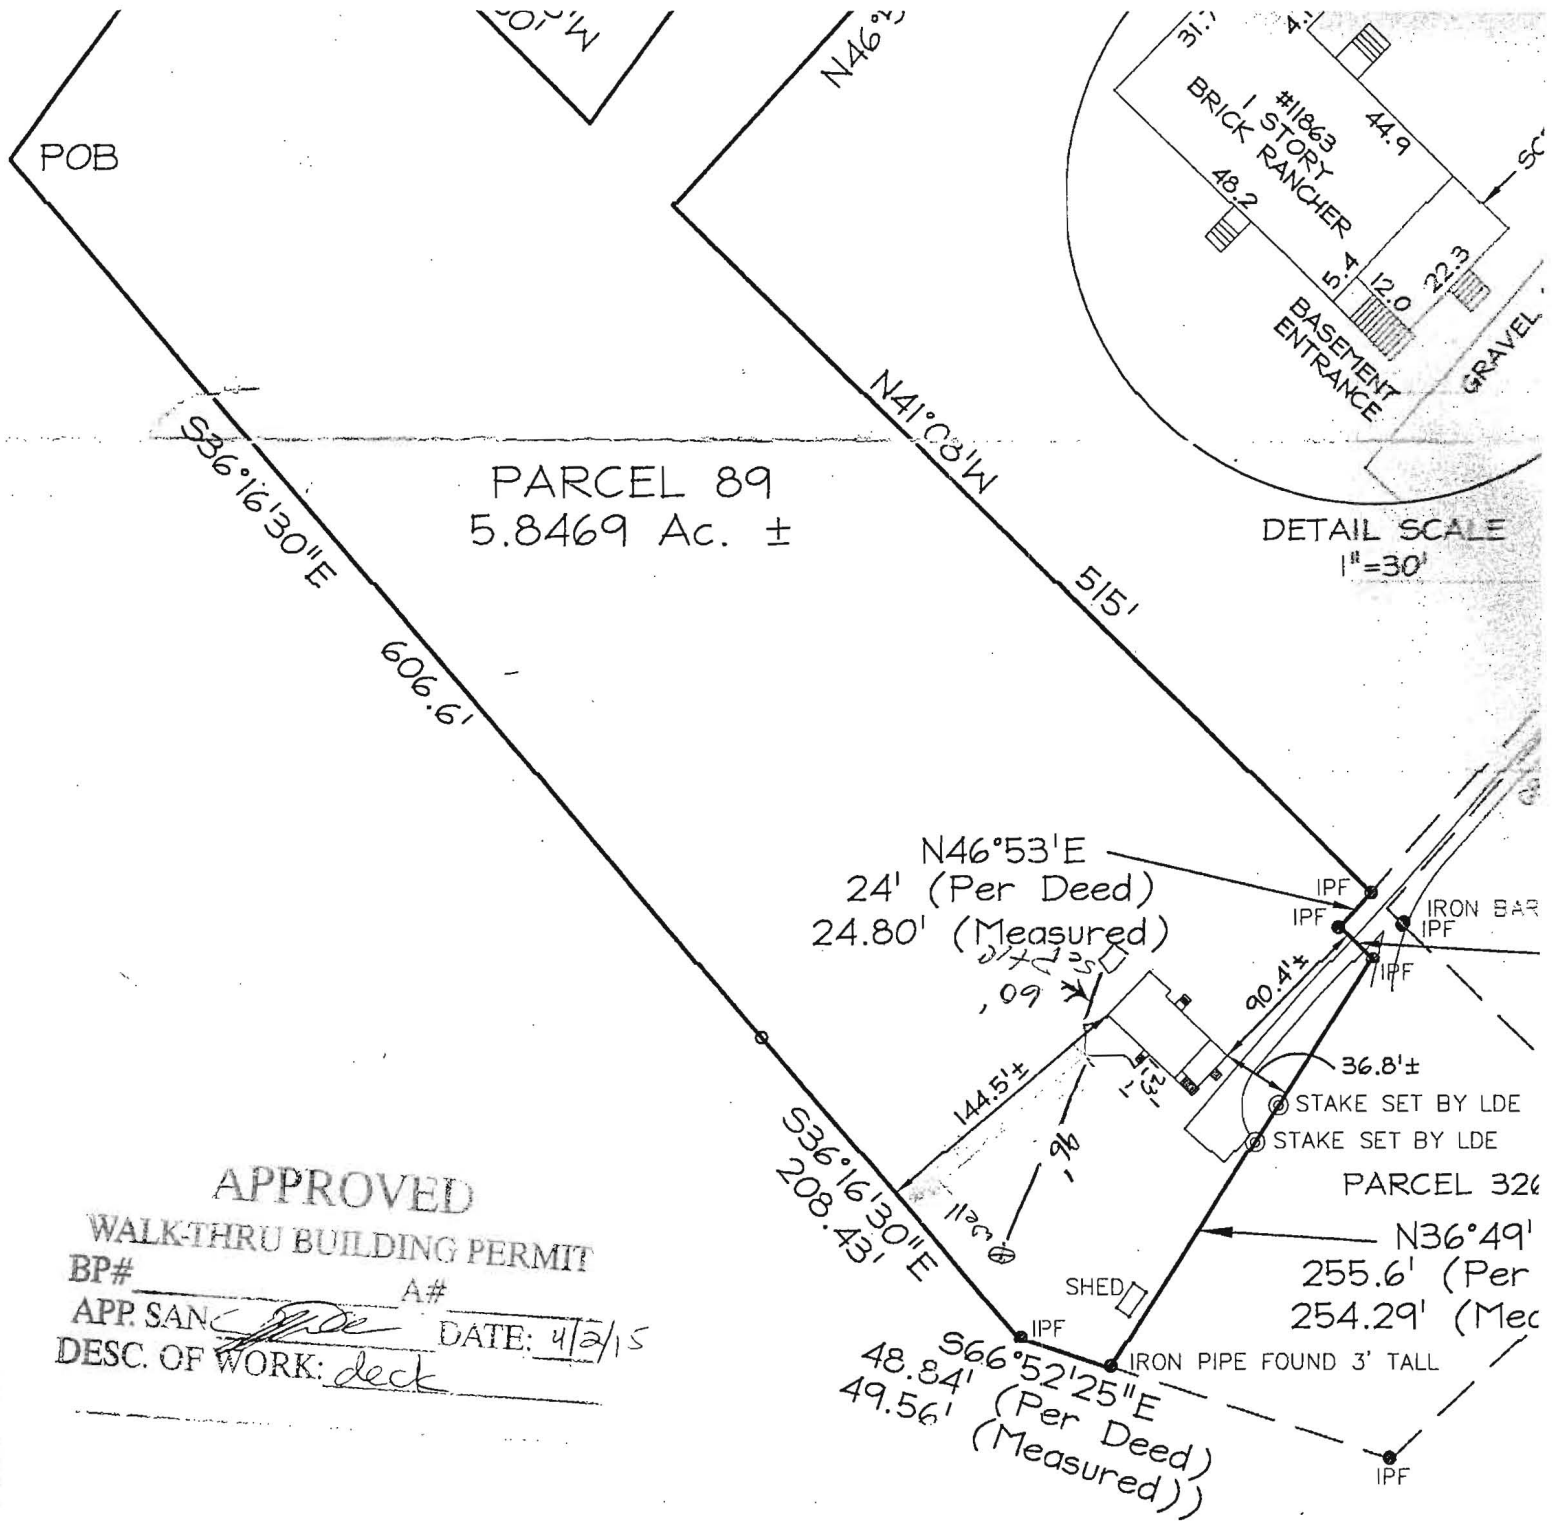 POB
#11863
1 STORY
BRICK RANCHER
44.9
48.2
5.4
12.0
22.3
BASEMENT
ENTRANCE
GRAVEL
DETAIL SCALE
1"=30'
N41°08'W
515'
S36°16'30"E
606.6'
PARCEL 89
5.8469 Ac. ±
N46°53'E
24' (Per Deed)
24.80' (Measured)
IPF
IPF
IRON BAR
IPF
IPF
septic
60'
90.4'±
144.5'±
23'
96'
Well
36.8'±
STAKE SET BY LDE
STAKE SET BY LDE
PARCEL 326
N36°49'
255.6' (Per
254.29' (Mec
S36°16'30"E
208.43'
SHED
IPF
IRON PIPE FOUND 3' TALL
S66°52'25"E
48.84' (Per Deed)
49.56' (Measured))
IPF
APPROVED
WALK-THRU BUILDING PERMIT
BP# A#
APP. SAN DATE: 4/2/15
DESC. OF WORK: deck